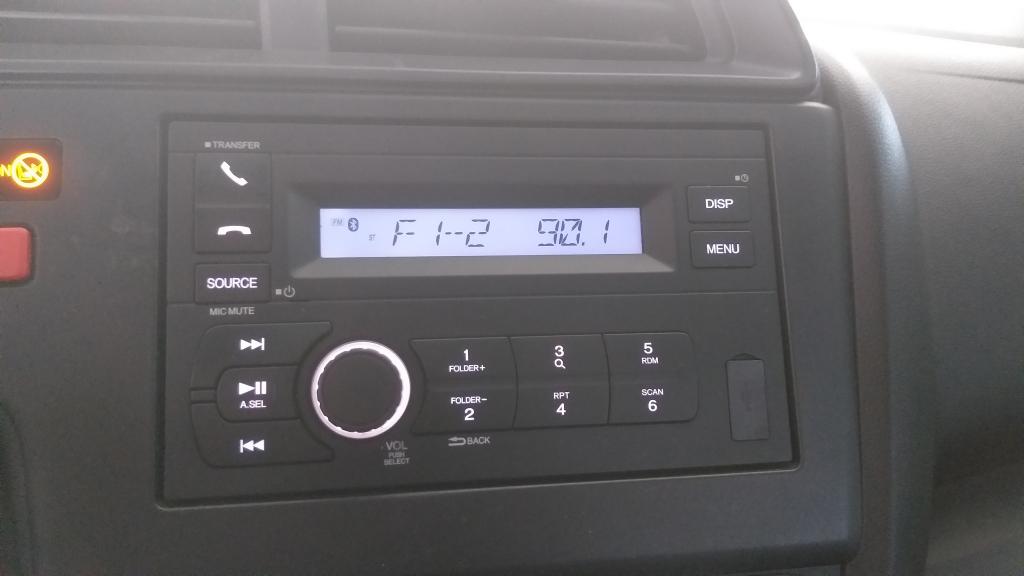 TRANSFER
FM ST F 1--2 90.1
DISP
MENU
SOURCE
MIC MUTE
A.SEL
VOL
PUSH
SELECT
1
FOLDER+
3
5
RDM
FOLDER-
2
RPT
4
SCAN
6
BACK